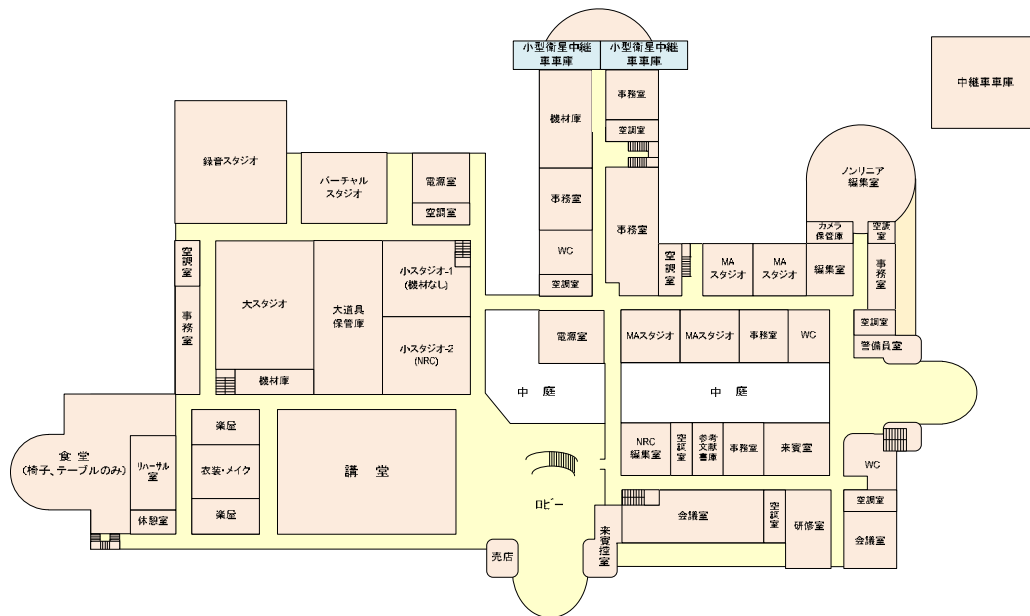 小型衛星中継
車車庫
小型衛星中継
車車庫
中継車車庫
機材庫
事務室
空調室
録音スタジオ
バーチャル
スタジオ
電源室
空調室
事務室
WC
空調室
事務室
ノンリニア
編集室
カメラ
保管庫
空調
室
空調室
MA
スタジオ
MA
スタジオ
編集室
事務室
空調室
事務室
大スタジオ
大道具
保管庫
小スタジオ-1
(機材なし)
小スタジオ-2
(NRC)
機材庫
電源室
MAスタジオ
MAスタジオ
事務室
WC
空調室
警備員室
中 庭
中 庭
食 堂
(椅子、テーブルのみ)
リハーサル
室
休憩室
楽屋
衣装・メイク
楽屋
講 堂
ロビー
NRC
編集室
空調室
参考
文献
書庫
事務室
来賓室
WC
空調室
会議室
会議室
空調室
研修室
来賓控室
売店